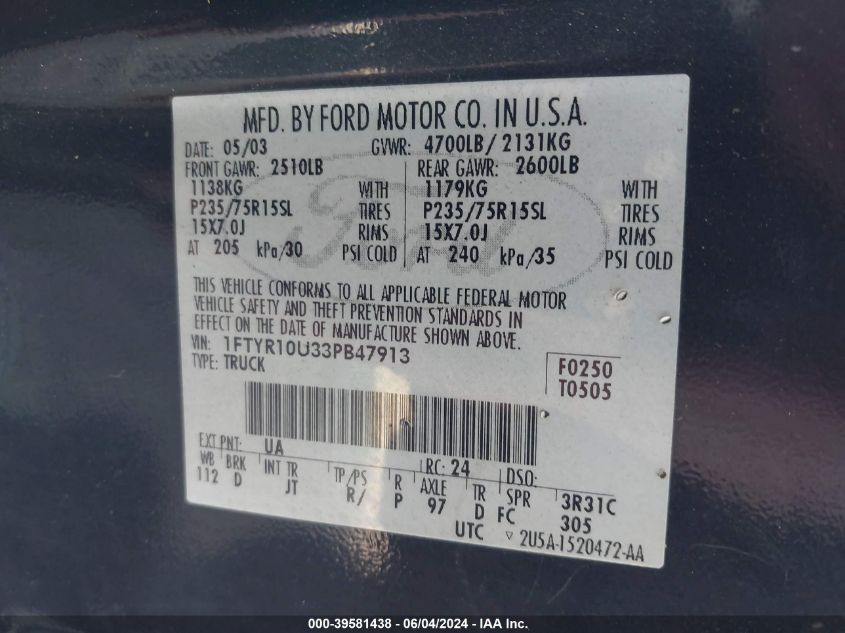 MFD. BY FORD MOTOR CO. IN U.S.A.
DATE: 05/03 GVWR: 4700LB/ 2131KG
FRONT GAWR: 2510LB REAR GAWR: 2600LB
1138KG WITH 1179KG WITH
P235/75R15SL TIRES P235/75R15SL TIRES
15X7.0J RIMS 15X7.0J RIMS
AT 205 kPa/30 PSI COLD AT 240 kPa/35 PSI COLD
Ford
THIS VEHICLE CONFORMS TO ALL APPLICABLE FEDERAL MOTOR
VEHICLE SAFETY AND THEFT PREVENTION STANDARDS IN
EFFECT ON THE DATE OF MANUFACTURE SHOWN ABOVE.
VIN: 1FTYR10U33PB47913
TYPE: TRUCK
F0250
T0505
EXT PNT: UA RC: 24 DSO:
WB BRK INT TR TP/PS R AXLE TR SPR 3R31C
112 D JT R/ P 97 D FC 305
UTC ▽ 2U5A-1520472-AA
000-39581438 - 06/04/2024 - IAA Inc.